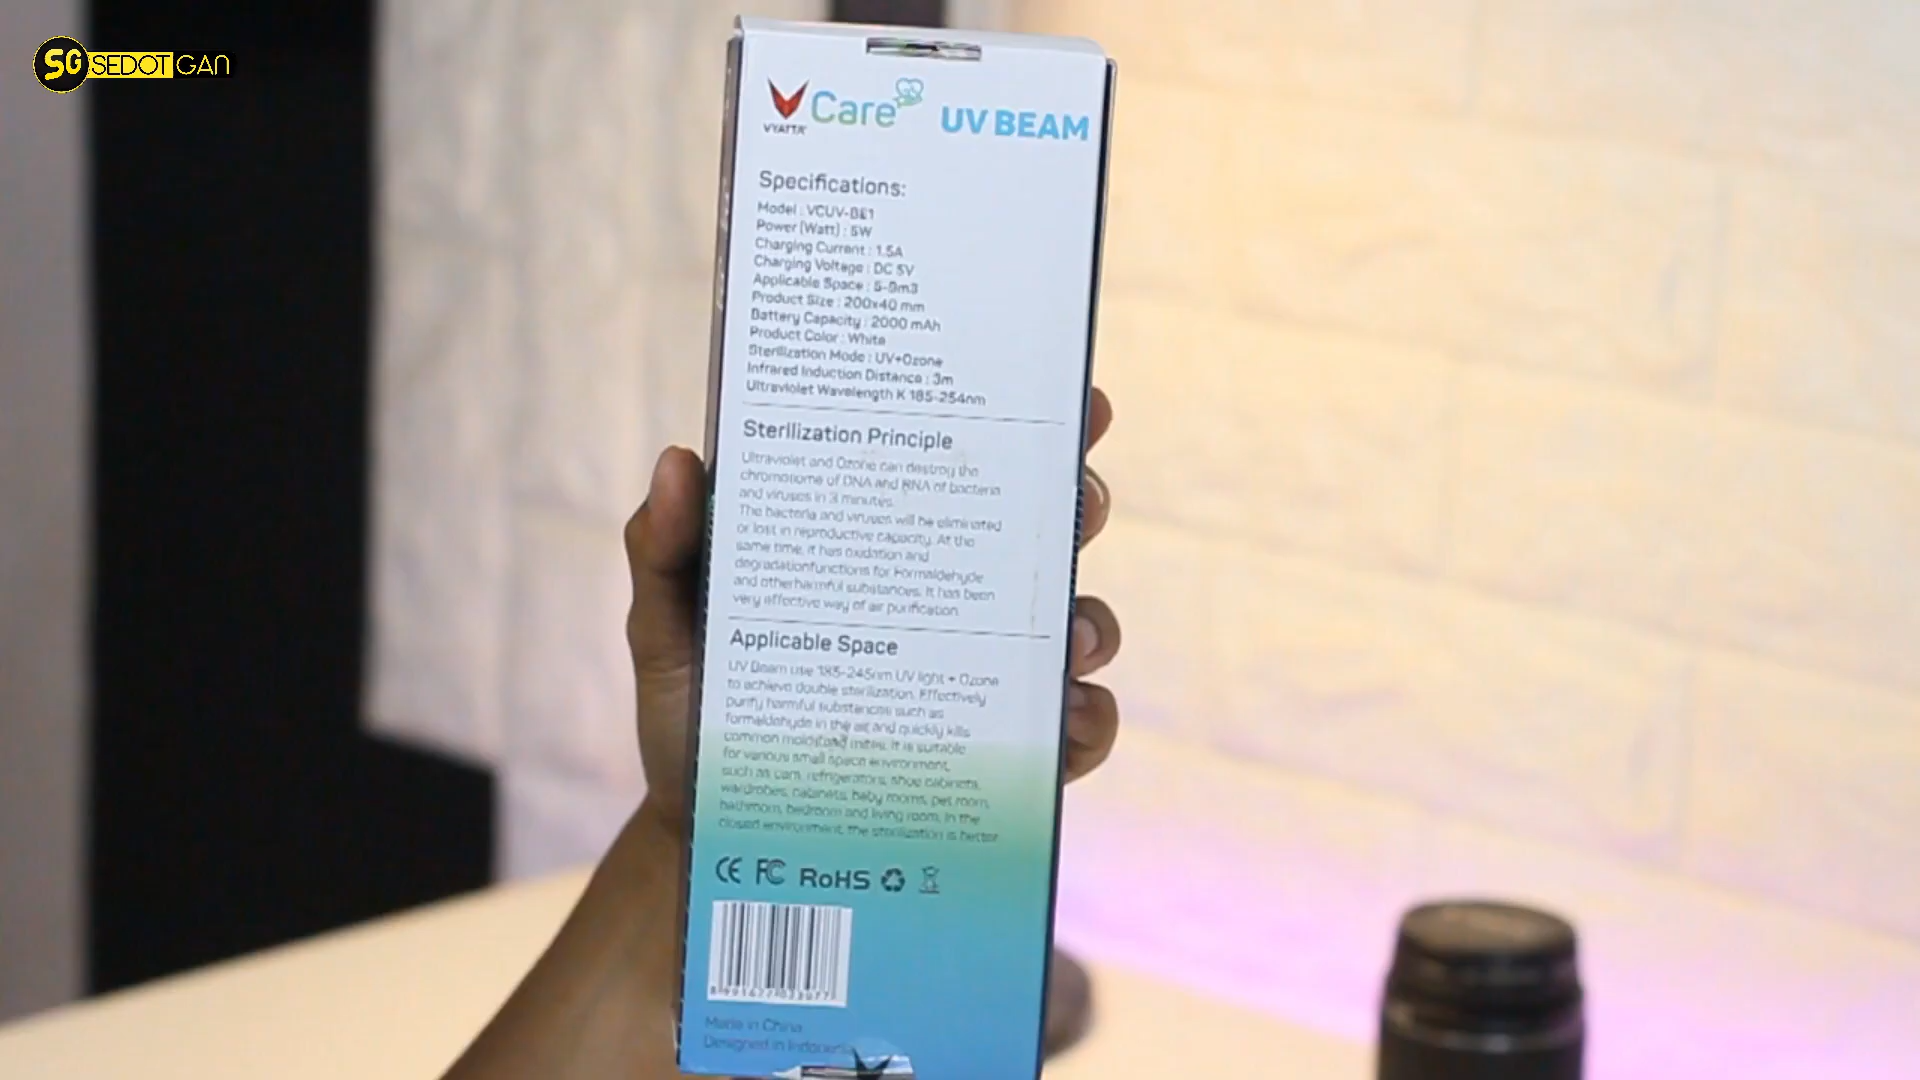 SG SEDOT GAN
VYATTA Care UV BEAM
Specifications:
Model : VCUV-BE1
Power (Watt) : 5W
Charging Current : 1.5A
Charging Voltage : DC 5V
Applicable Space : 5-9m3
Product Size : 200x40 mm
Battery Capacity : 2000 mAh
Product Color : White
Sterilization Mode : UV+Ozone
Infrared Induction Distance : 3m
Ultraviolet Wavelength K 185-254nm
Sterilization Principle
Ultraviolet and Ozone can destroy the
chromotiome of DNA and RNA of bacteria
and viruses in 3 minutes.
The bacteria and viruses will be eliminated
or lost in reproductive capacity. At the
same time, it has oxidation and
degradationfunctions for Formaldehyde
and otherharmful substances. It has been
very effective way of air purification.
Applicable Space
UV Beam use 185-245nm UV light + Ozone
to achieve double sterilization. Effectively
purify harmful substances such as
formaldehyde in the air and quickly kills
common molds and mites. It is suitable
for various small space environment,
such as cars, refrigerators, shoe cabinets,
wardrobes, cabinets, baby rooms, pet room,
bathroom, bedroom and living room. In the
closed environment, the sterilization is better
CE FC RoHS
Made in China
Designed in Indonesia